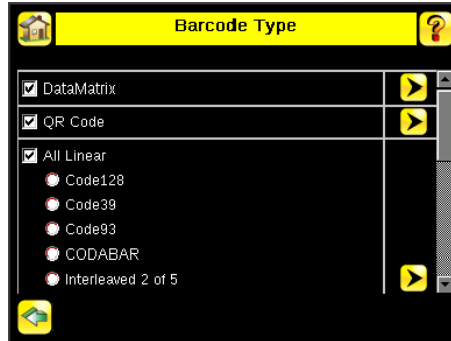 Barcode Type
?
DataMatrix
QR Code
All Linear
Code128
Code39
Code93
CODABAR
Interleaved 2 of 5